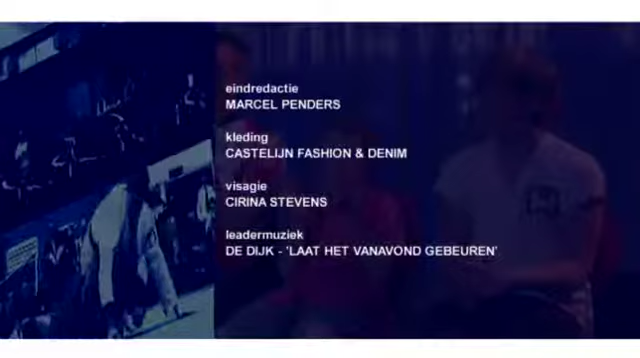 eindredactie
MARCEL PENDERS
kleding
CASTELIJN FASHION & DENIM
visagie
CIRINA STEVENS
leadermuziek
DE DIJK - 'LAAT HET VANAVOND GEBEUREN'